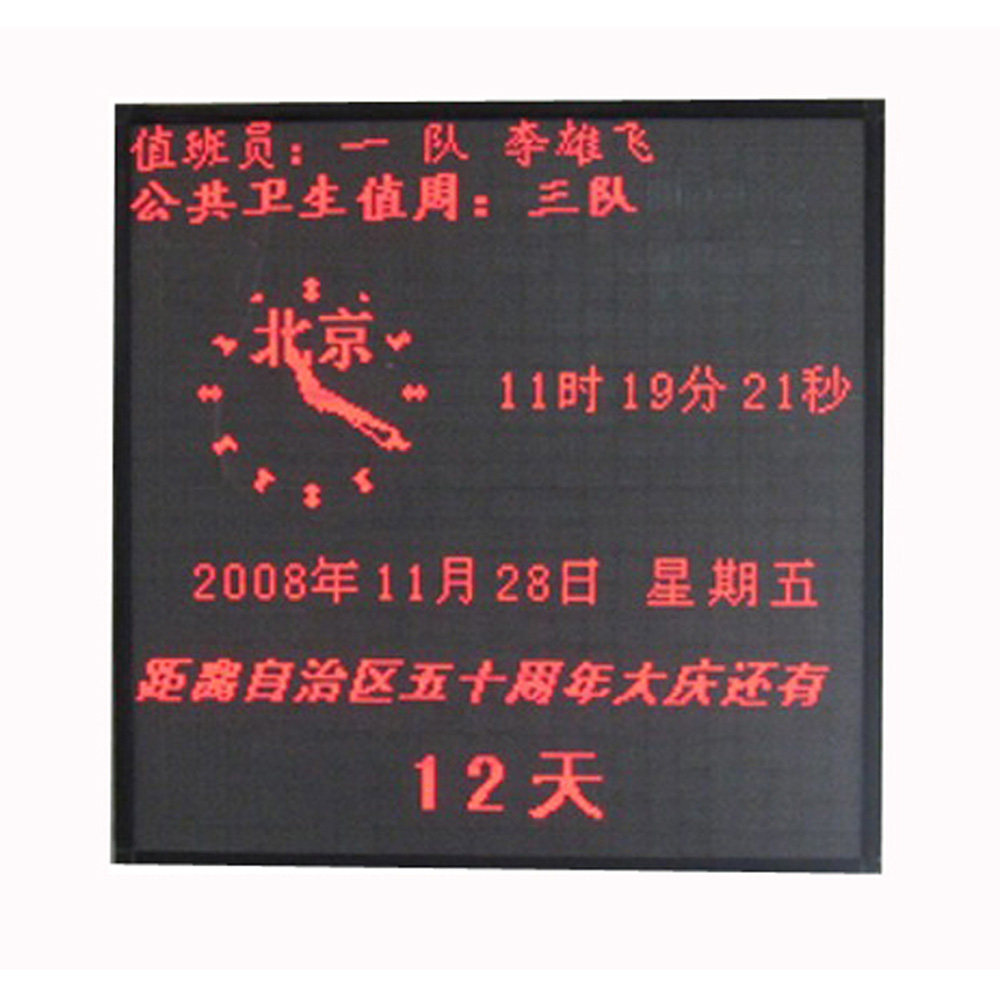 值班员：一 队 李雄飞
公共卫生值周：三队
北京
11时19分21秒
2008年11月28日 星期五
距离自治区五十周年大庆还有
12天